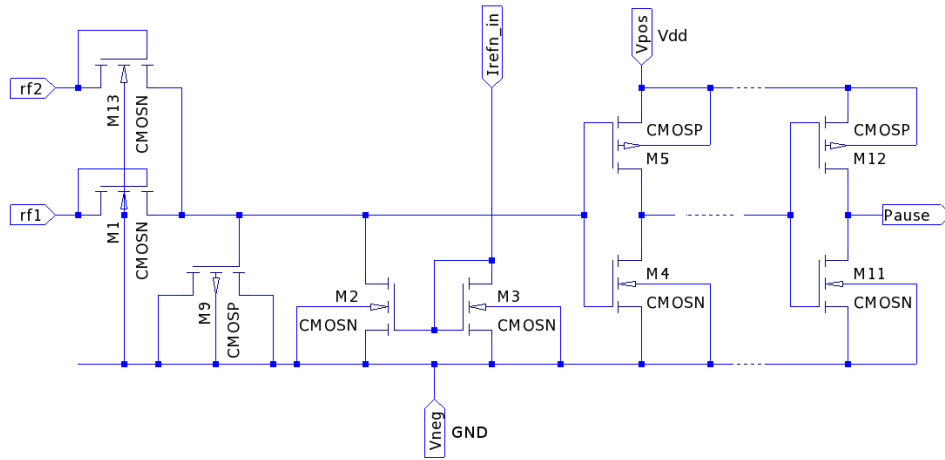 rf2
M13
CMOSN
rf1
M1
CMOSN
M9
CMOSP
M2
CMOSN
Irefn_in
M3
CMOSN
Vneg
GND
Vpos
Vdd
CMOSP
M5
M4
CMOSN
CMOSP
M12
Pause
M11
CMOSN